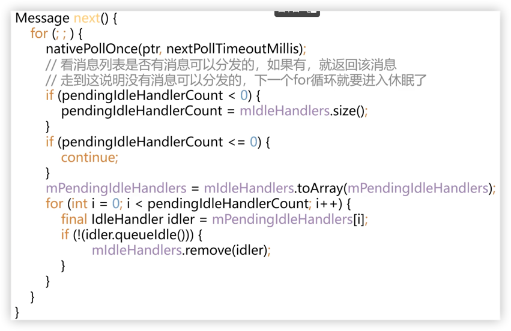 Message next() {
for (; ; ) {
nativePollOnce(ptr, nextPollTimeoutMillis);
// 看消息列表是否有消息可以分发的，如果有，就返回该消息
// 走到这说明没有消息可以分发的，下一个for循环就要进入休眠了
if (pendingIdleHandlerCount < 0) {
pendingIdleHandlerCount = mIdleHandlers.size();
}
if (pendingIdleHandlerCount <= 0) {
continue;
}
mPendingIdleHandlers = mIdleHandlers.toArray(mPendingIdleHandlers);
for (int i = 0; i < pendingIdleHandlerCount; i++) {
final IdleHandler idler = mPendingIdleHandlers[i];
if (!(idler.queueIdle())) {
mIdleHandlers.remove(idler);
}
}
}
}